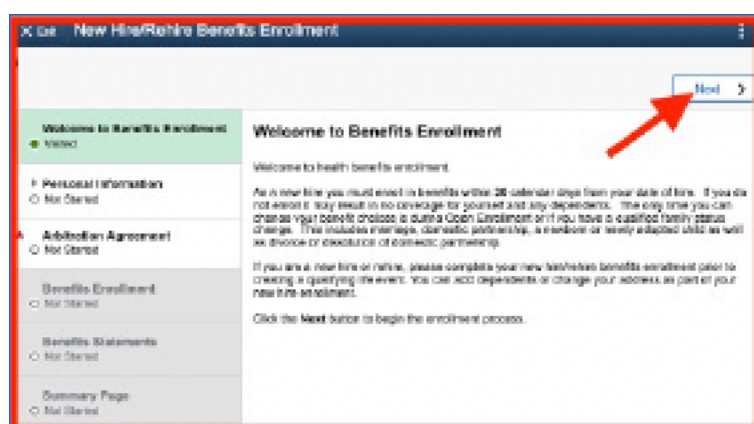 Exit New Hire/Rehire Benefits Enrollment
Next
Welcome to Benefits Enrollment
Visited
Personal Information
Not Started
Arbitration Agreement
Not Started
Benefits Enrollment
Not Started
Benefits Statements
Not Started
Summary Page
Not Started
Welcome to Benefits Enrollment
Welcome to health benefits enrollment.
As a new hire you must enroll in benefits within 30 calendar days from your date of hire. If you do
not enroll it may result in no coverage for yourself and any dependents. The only time you can
change your benefit choices is during Open Enrollment or if you have a qualified family status
change. This includes marriage, domestic partnership, a newborn or newly adopted child as well
as divorce or dissolution of domestic partnership.
If you are a new hire or rehire, please complete your new hire/rehire benefits enrollment prior to
creating a qualifying life event. You can add dependents or change your address as part of your
new hire enrollment.
Click the Next button to begin the enrollment process.